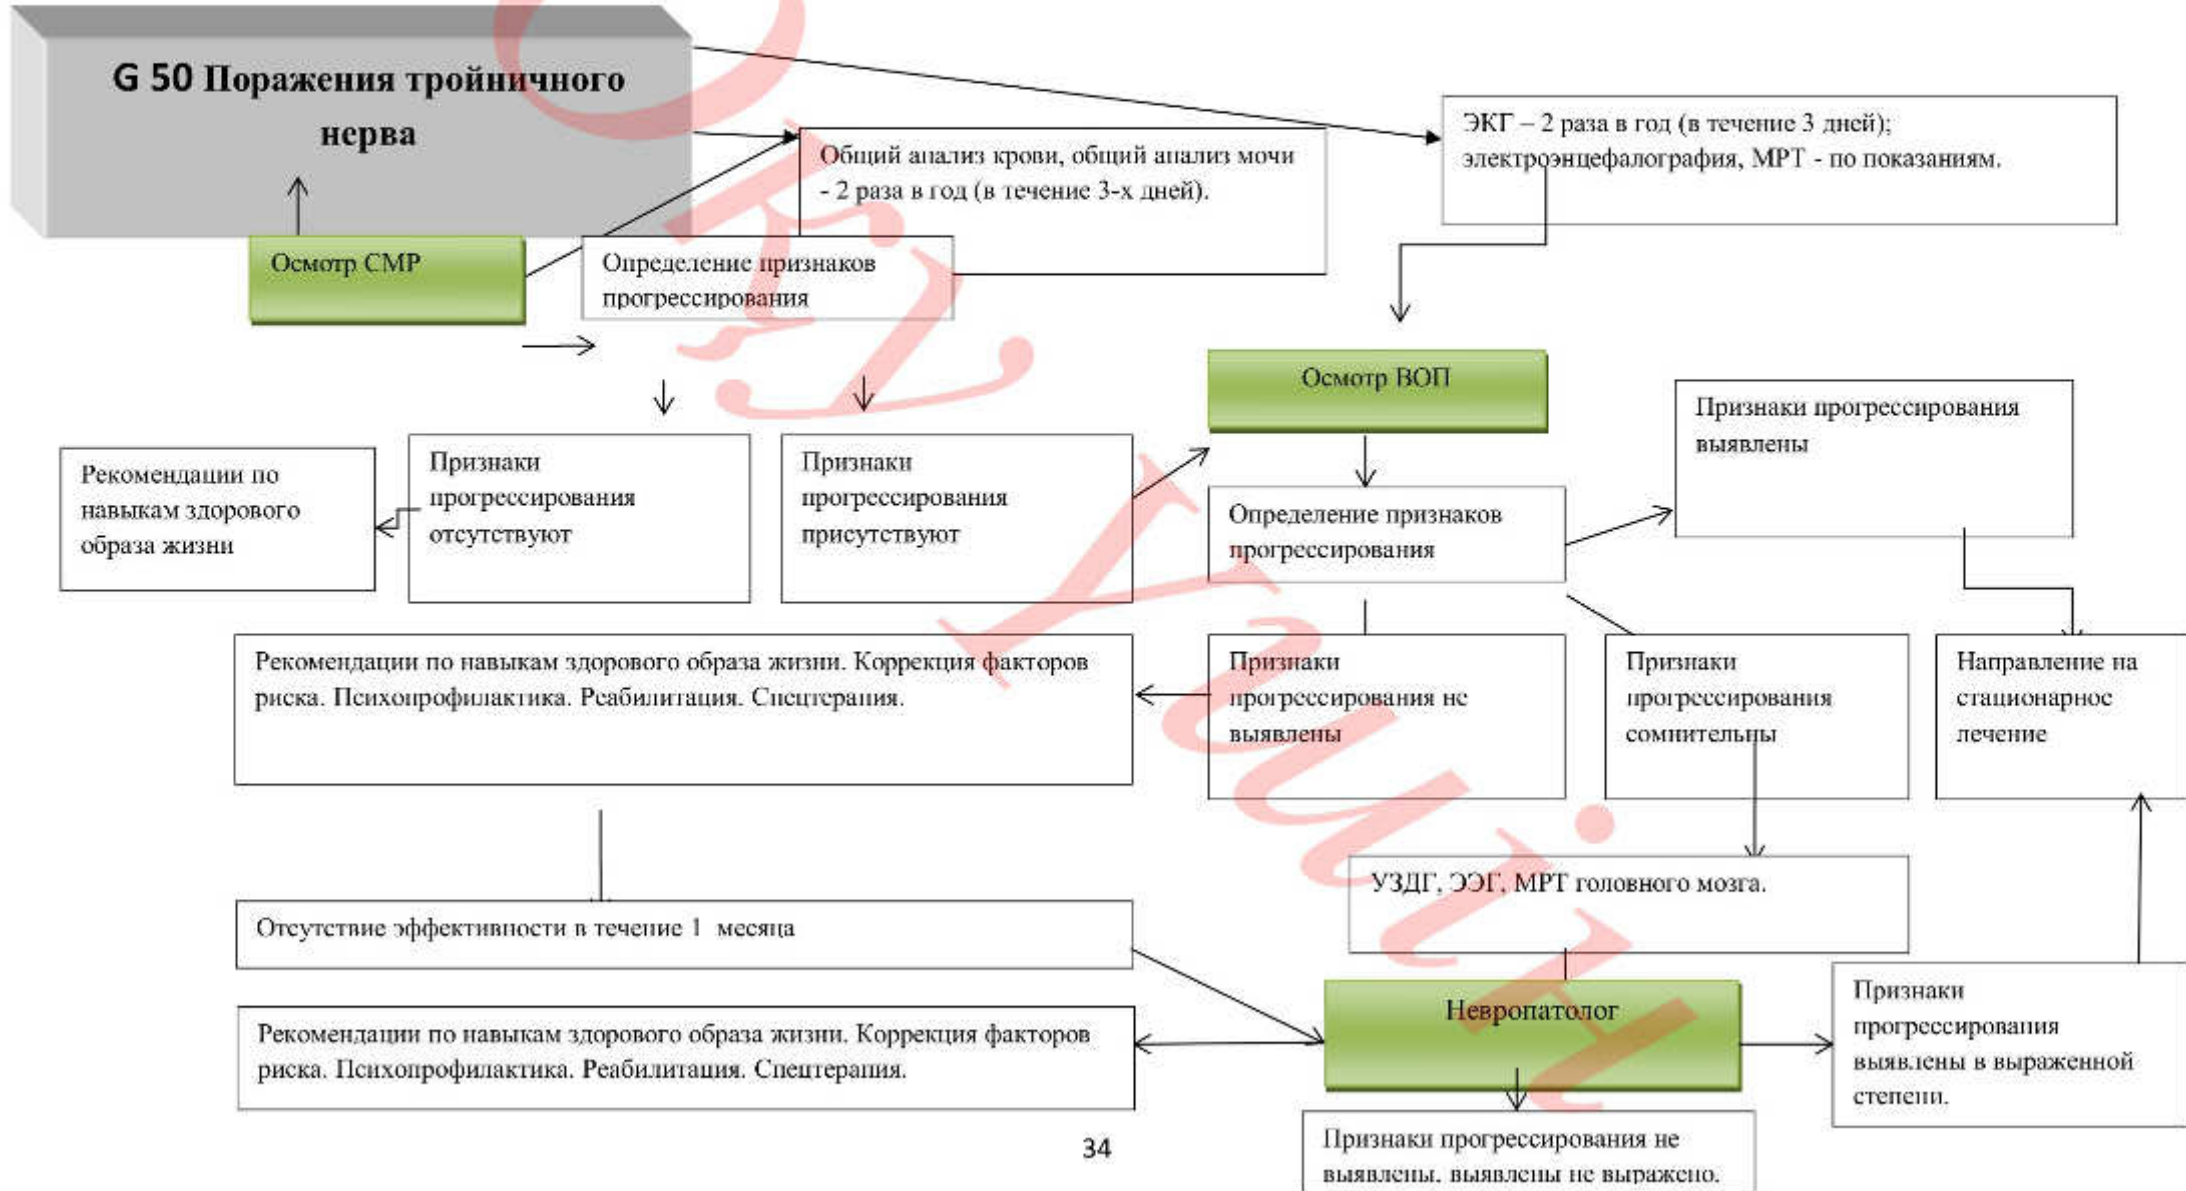 G 50 Поражения тройничного
нерва
ЭКГ – 2 раза в год (в течение 3 дней);
электроэнцефалография, МРТ - по показаниям.
Общий анализ крови, общий анализ мочи
- 2 раза в год (в течение 3-х дней).
Осмотр СМР
Определение признаков
прогрессирования
Осмотр ВОП
Признаки прогрессирования
выявлены
Рекомендации по
навыкам здорового
образа жизни
Признаки
прогрессирования
отсутствуют
Признаки
прогрессирования
присутствуют
Определение признаков
прогрессирования
Рекомендации по навыкам здорового образа жизни. Коррекция факторов
риска. Психопрофилактика. Реабилитация. Спецтерапия.
Признаки
прогрессирования не
выявлены
Признаки
прогрессирования
сомнительны
Направление на
стационарное
лечение
УЗДГ, ЭЭГ, МРТ головного мозга.
Отсутствие эффективности в течение 1 месяца
Невропатолог
Признаки
прогрессирования
выявлены в выраженной
степени.
Рекомендации по навыкам здорового образа жизни. Коррекция факторов
риска. Психопрофилактика. Реабилитация. Спецтерапия.
Признаки прогрессирования не
выявлены, выявлены не выражено.
34
Оқу үшін